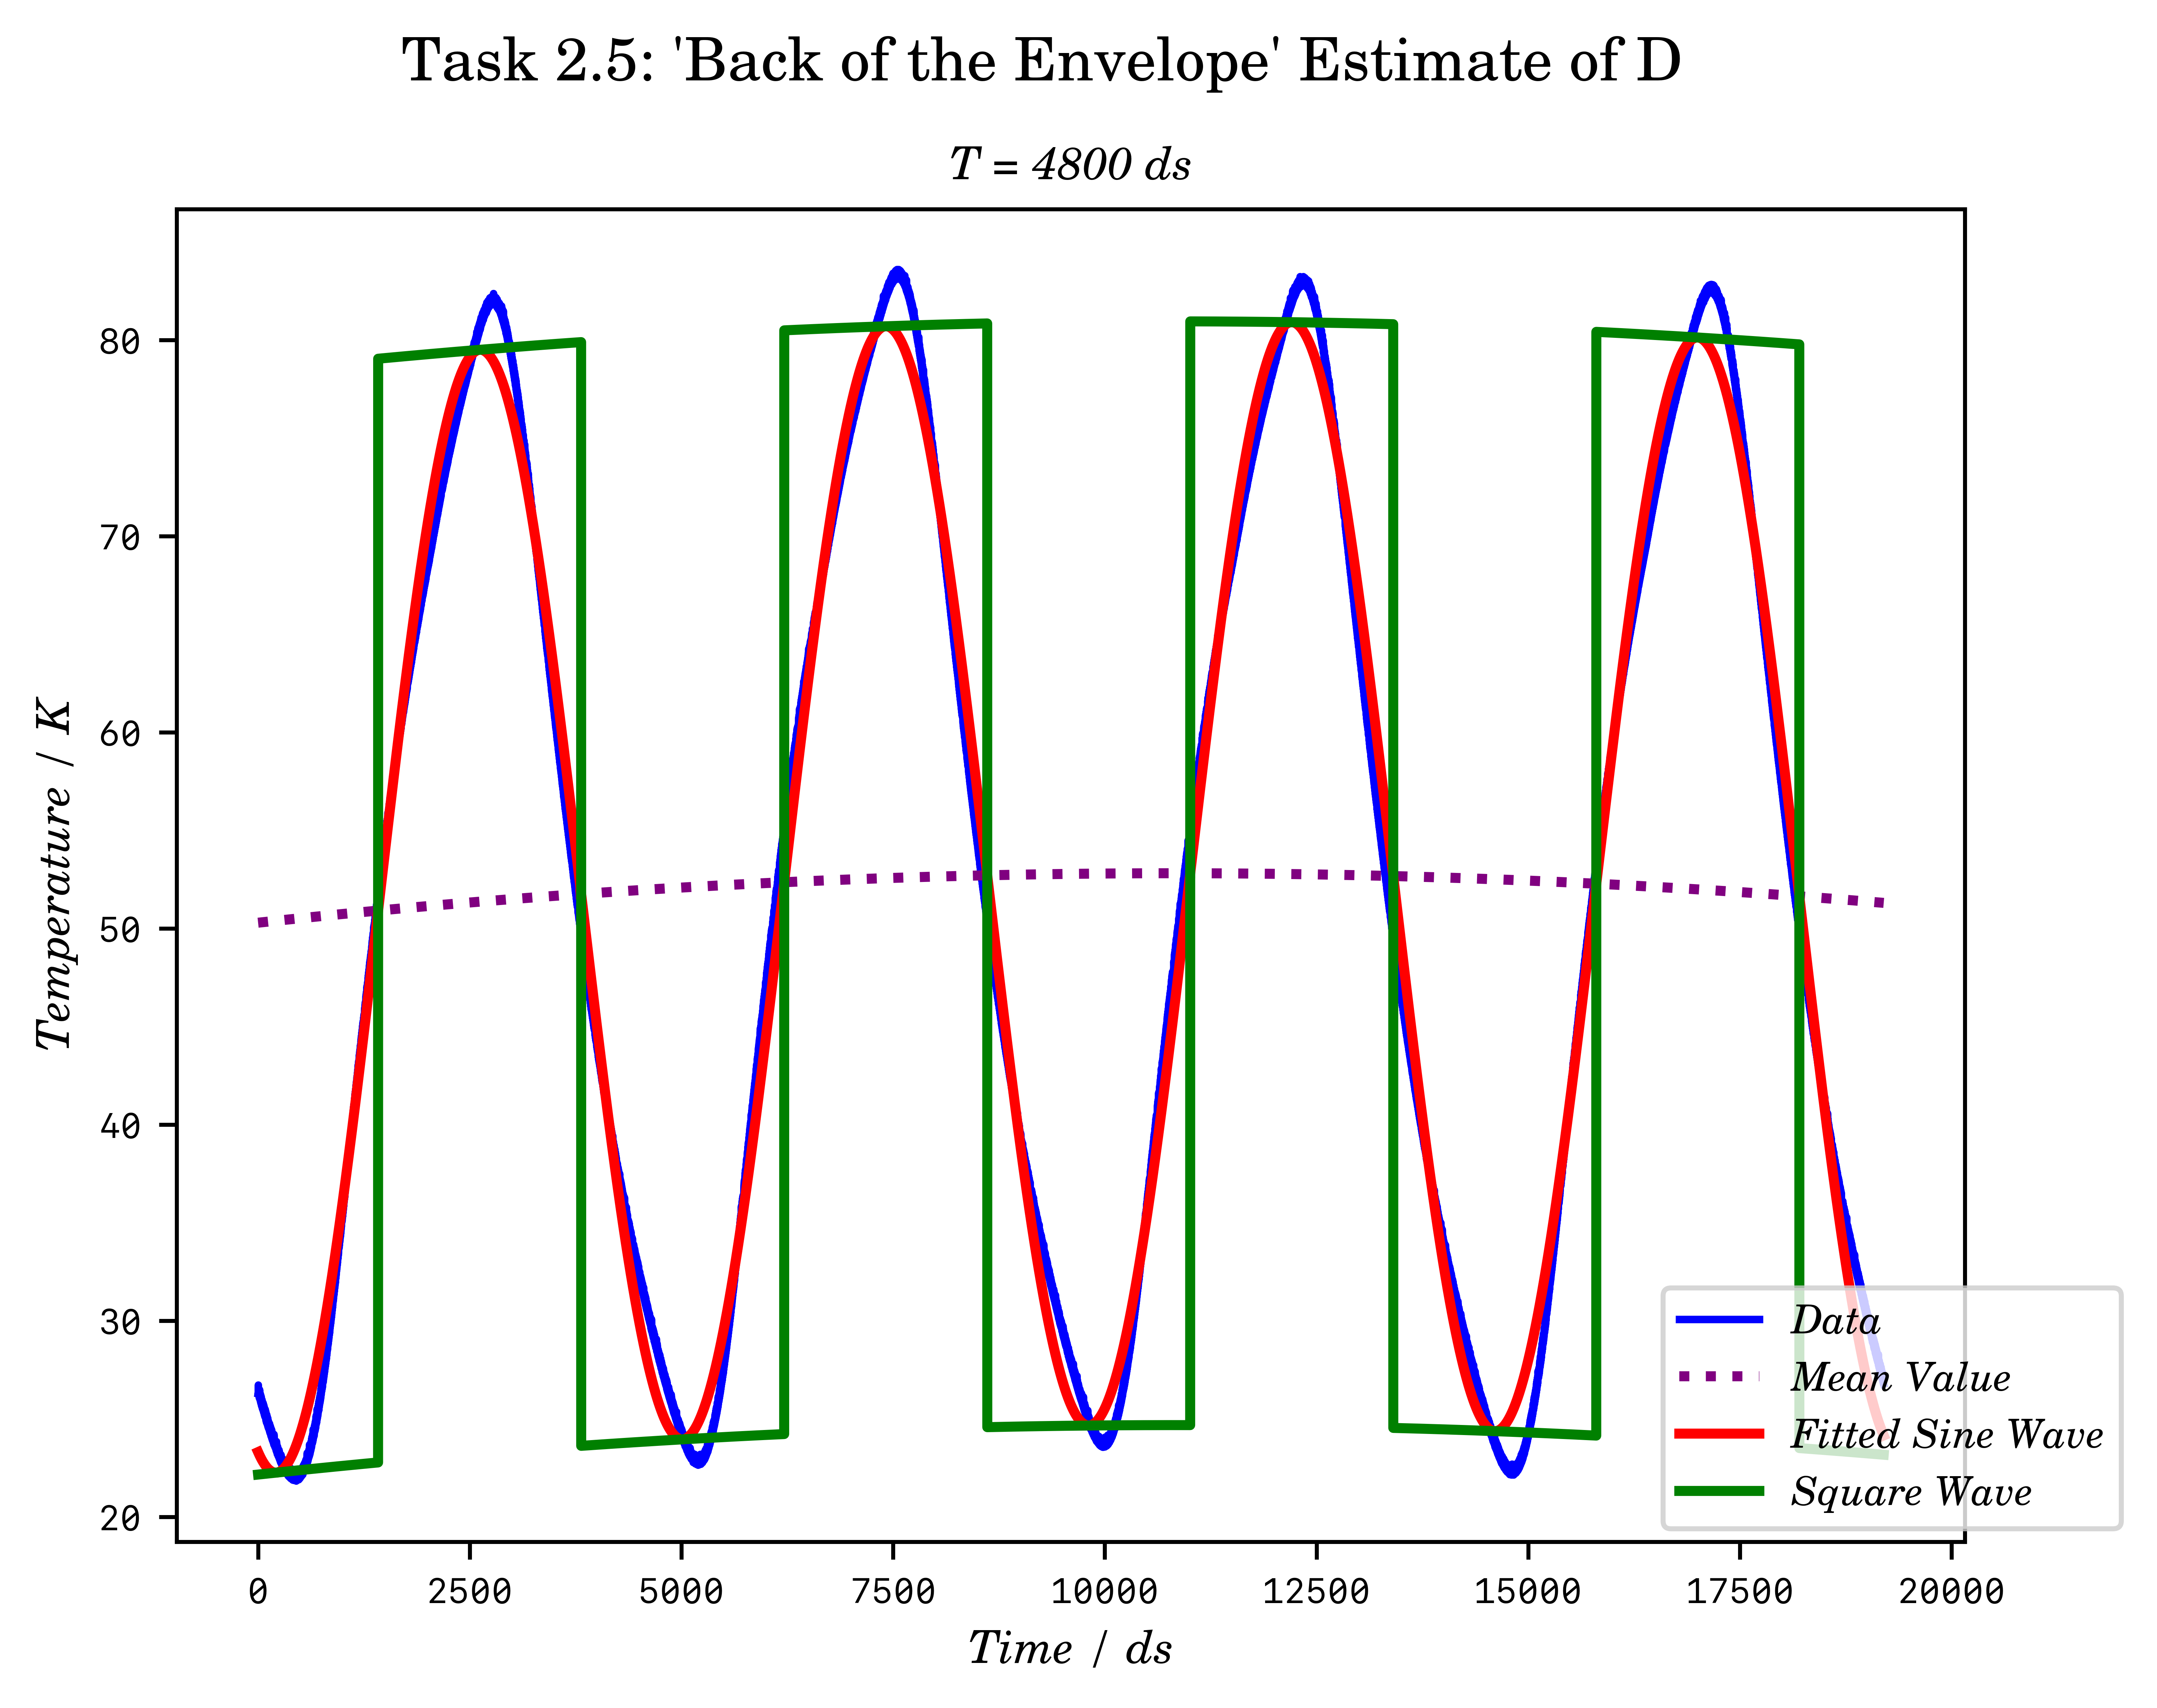 Task 2.5: 'Back of the Envelope' Estimate of D
T = 4800 ds
Temperature / K
80
70
60
50
40
30
20
0 2500 5000 7500 10000 12500 15000 17500 20000
Time / ds
Data
Mean Value
Fitted Sine Wave
Square Wave